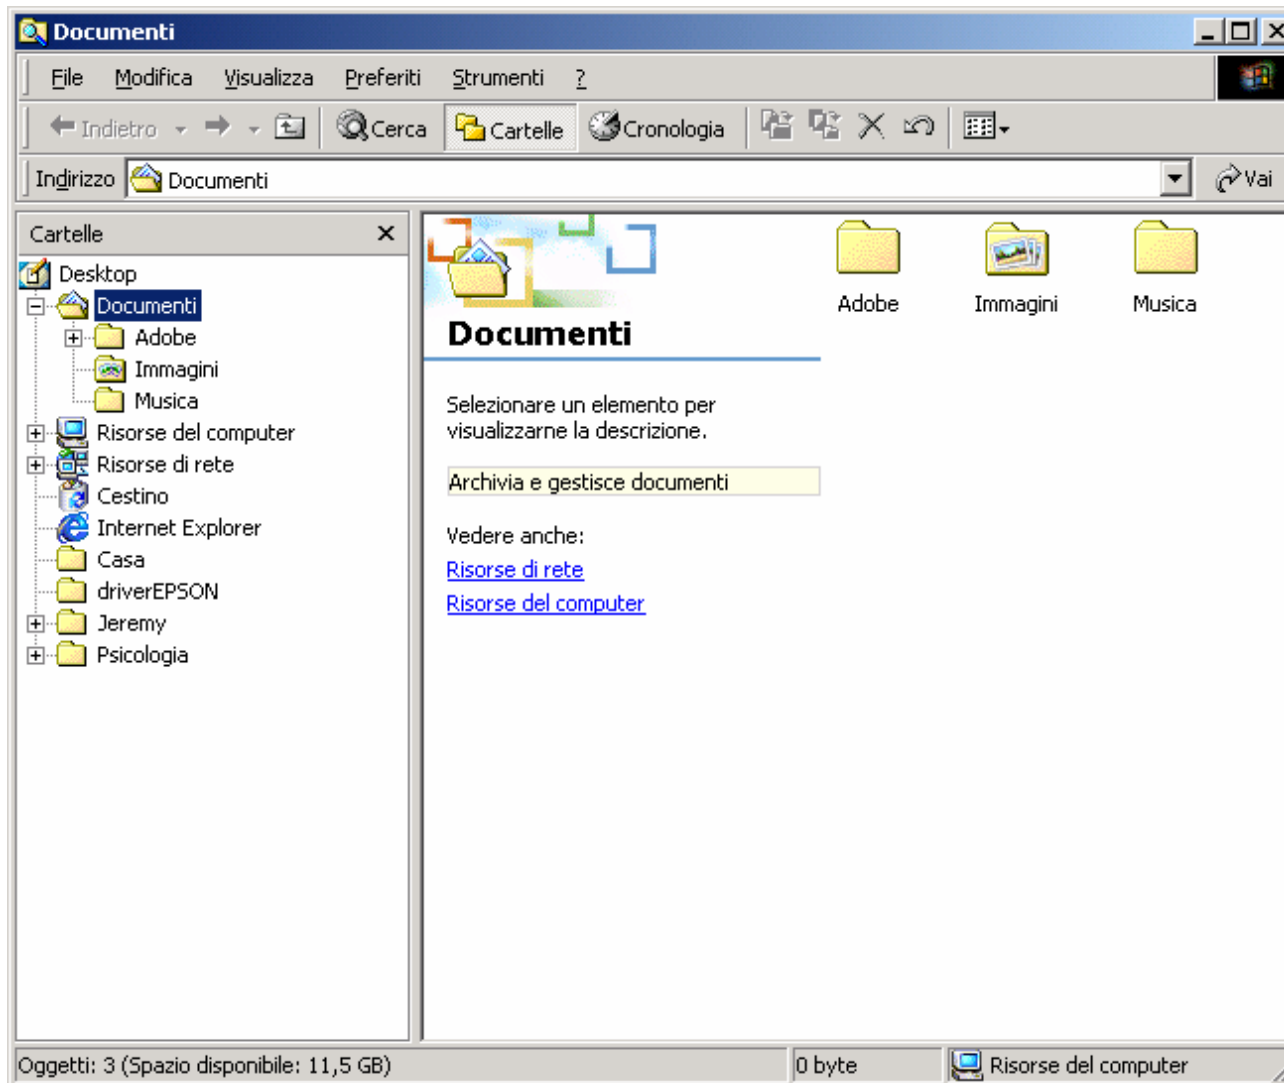 Documenti
File Modifica Visualizza Preferiti Strumenti ?
Indietro Cerca Cartelle Cronologia
Indirizzo Documenti Vai
Cartelle
Desktop
Documenti
Adobe
Immagini
Musica
Risorse del computer
Risorse di rete
Cestino
Internet Explorer
Casa
driverEPSON
Jeremy
Psicologia
Documenti
Selezionare un elemento per
visualizzarne la descrizione.
Archivia e gestisce documenti
Vedere anche:
Risorse di rete
Risorse del computer
Adobe Immagini Musica
Oggetti: 3 (Spazio disponibile: 11,5 GB) 0 byte Risorse del computer